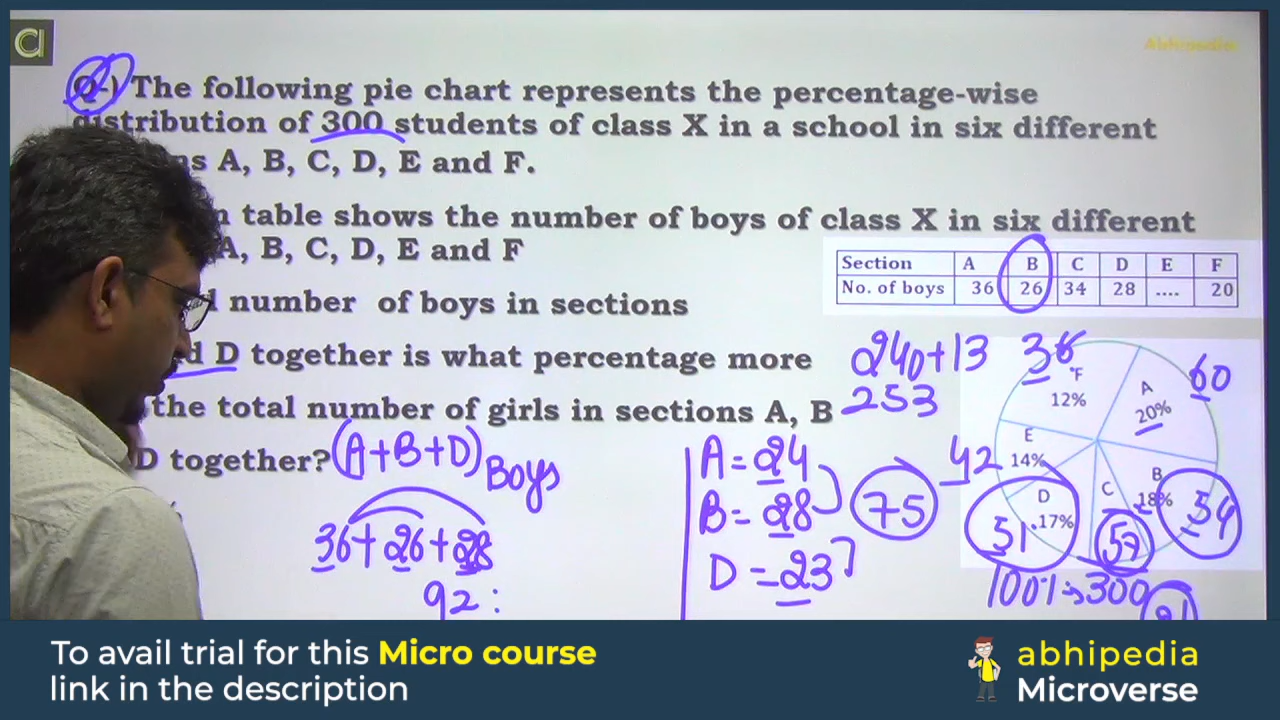 Abhipedia
Q-) The following pie chart represents the percentage-wise
distribution of 300 students of class X in a school in six different
A, B, C, D, E and F.
table shows the number of boys of class X in six different
A, B, C, D, E and F
Section A B C D E F
No. of boys 36 26 34 28 .... 20
number of boys in sections
D together is what percentage more
the total number of girls in sections A, B
D together? (A+B+D) Boys
36+26+28
92:
A=24
B=28
D=23
75
240+13
253
36
F
12%
A
20%
60
E
14%
42
B
18%
54
D
17%
51
C
57
100%→300
To avail trial for this Micro course
link in the description
abhipedia
Microverse